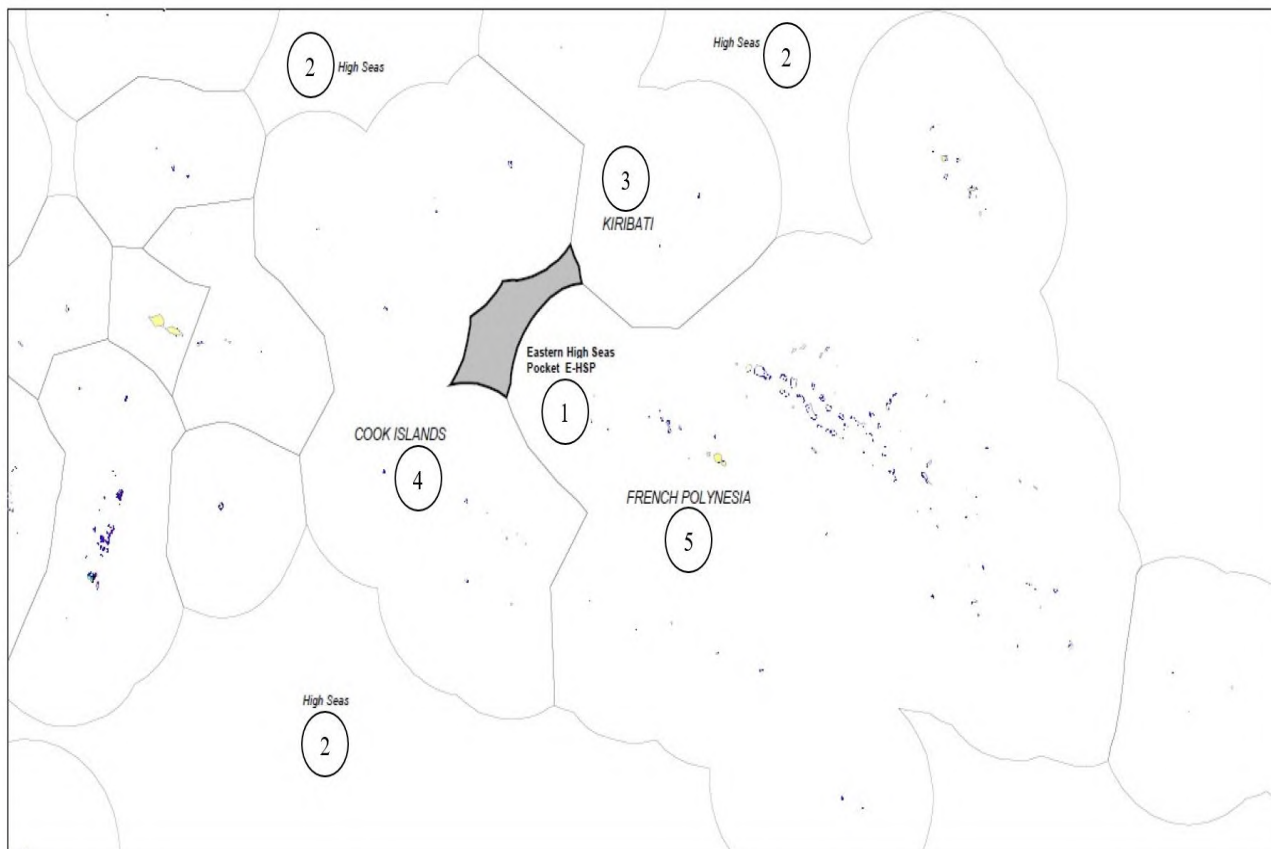 High Seas
2
2
High Seas
3
KIRIBATI
Eastern High Seas
Pocket E-HSP
1
COOK ISLANDS
4
FRENCH POLYNESIA
5
High Seas
2